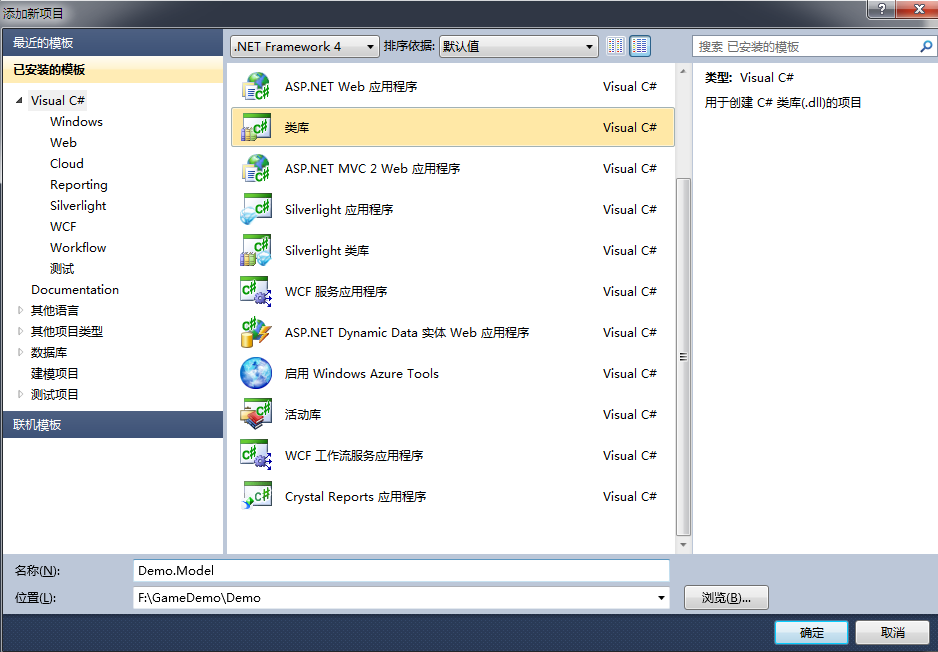 添加新项目
最近的模板
已安装的模板
Visual C#
Windows
Web
Cloud
Reporting
Silverlight
WCF
Workflow
测试
Documentation
其他语言
其他项目类型
数据库
建模项目
测试项目
联机模板
.NET Framework 4 排序依据: 默认值
ASP.NET Web 应用程序 Visual C#
类库 Visual C#
ASP.NET MVC 2 Web 应用程序 Visual C#
Silverlight 应用程序 Visual C#
Silverlight 类库 Visual C#
WCF 服务应用程序 Visual C#
ASP.NET Dynamic Data 实体 Web 应用程序 Visual C#
启用 Windows Azure Tools Visual C#
活动库 Visual C#
WCF 工作流服务应用程序 Visual C#
Crystal Reports 应用程序 Visual C#
搜索 已安装的模板
类型: Visual C#
用于创建 C# 类库(.dll)的项目
名称(N): Demo.Model
位置(L): F:\GameDemo\Demo 浏览(B)...
确定 取消